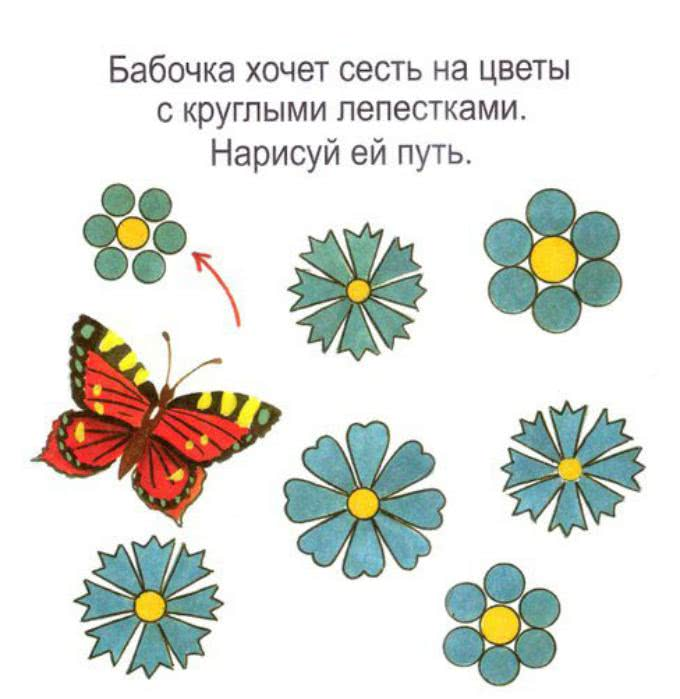 Бабочка хочет сесть на цветы
с круглыми лепестками.
Нарисуй ей путь.